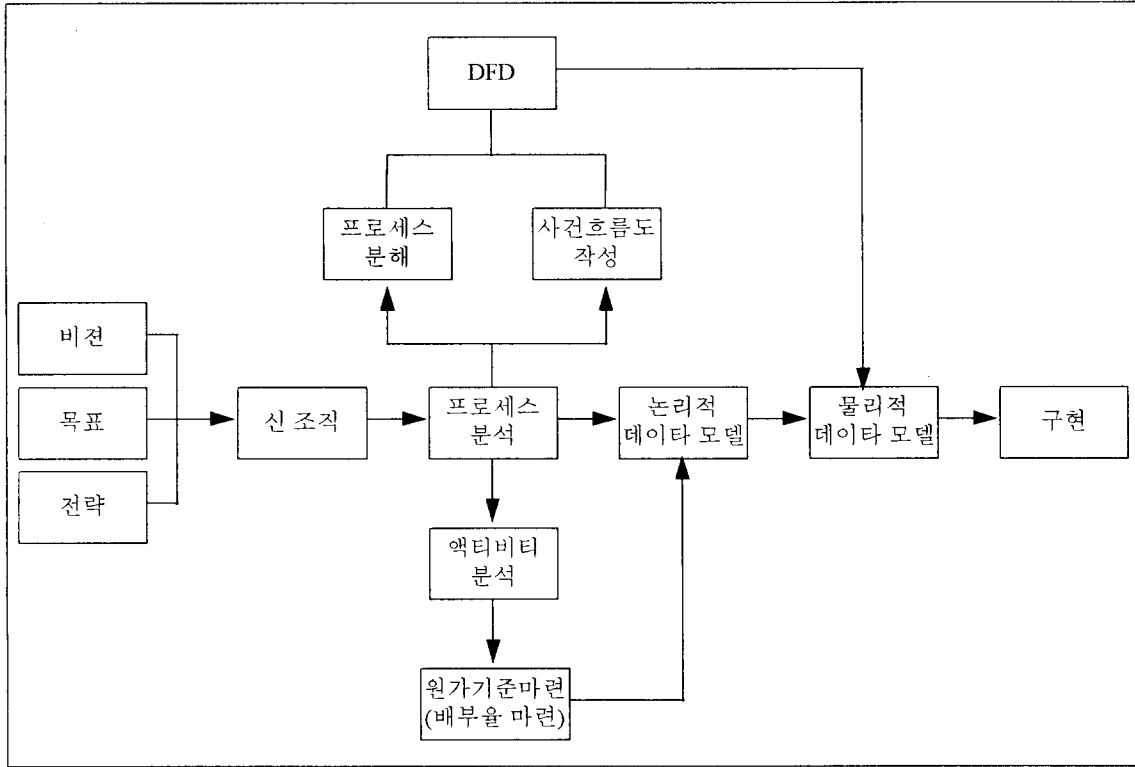 DFD
프로세스
분해
사건흐름도
작성
비젼
목표
전략
신 조직
프로세스
분석
논리적
데이타 모델
물리적
데이타 모델
구현
액티비티
분석
원가기준마련
(배부율 마련)